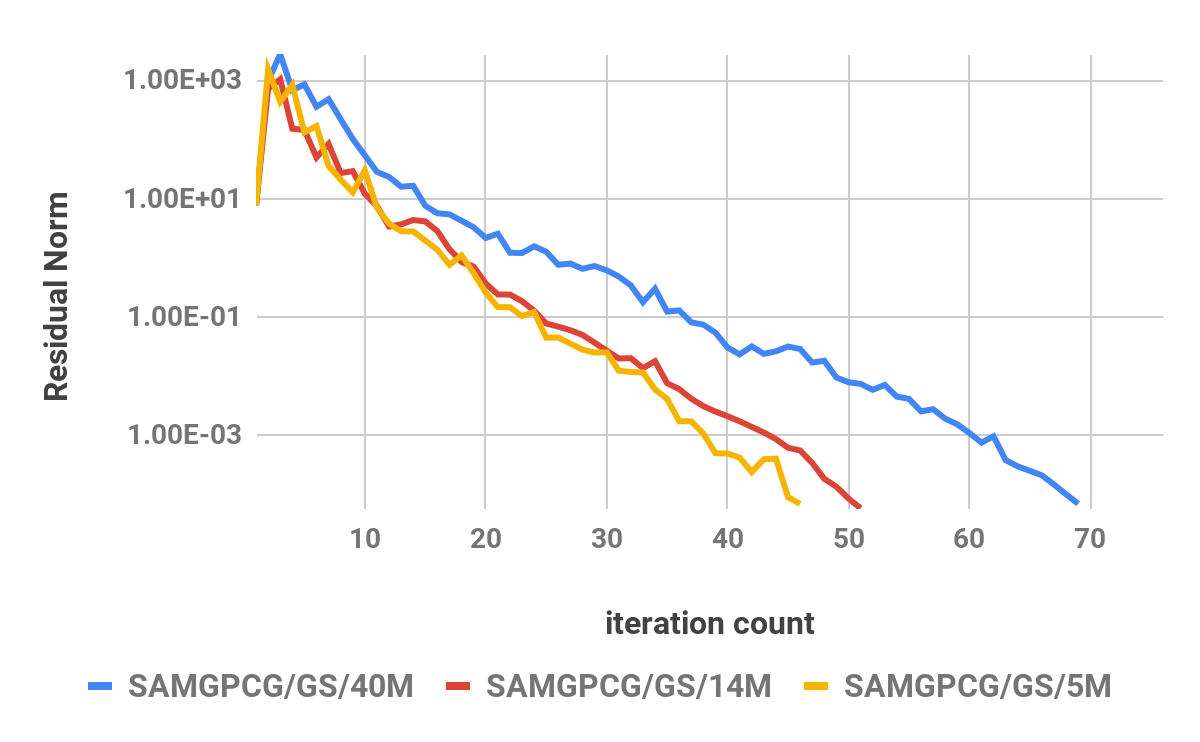 1.00E+03
1.00E+01
1.00E-01
1.00E-03
Residual Norm
10 20 30 40 50 60 70
iteration count
SAMGPCG/GS/40M SAMGPCG/GS/14M SAMGPCG/GS/5M